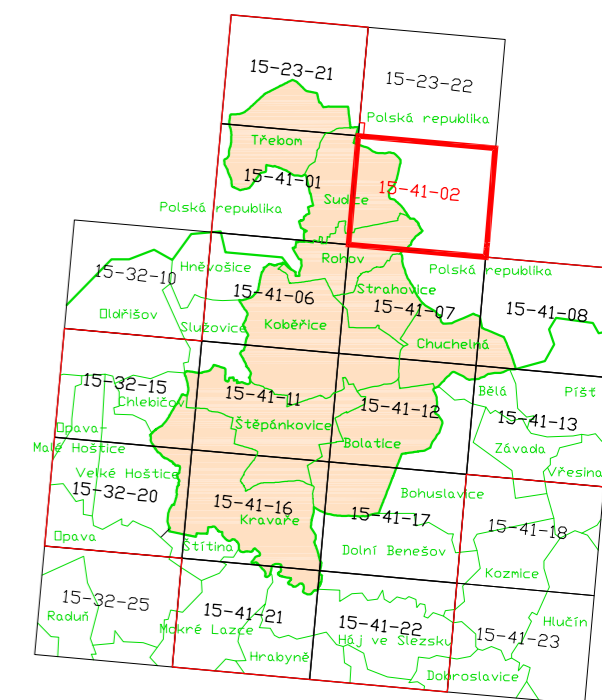 15-23-21
15-23-22
Polská republika
Třebom
15-41-01
15-41-02
Sudice
Polská republika
Rohov
Polská republika
Hněvošice
15-32-10
Strahovice
15-41-06
15-41-07
15-41-08
Oldřišov
Služovice
Kobeřice
Chuchelná
15-32-15
15-41-11
Bělá
Píšť
Chlebičov
15-41-12
15-41-13
Opava-
Malé Hoštice
Štěpánkovice
Bolatice
Závada
Vřesina
Velké Hoštice
15-32-20
Bohuslavice
15-41-16
Kravaře
15-41-17
15-41-18
Opava
Štítina
Dolní Benešov
Kozmice
15-32-25
Raduň
15-41-21
Mokré Lazce
15-41-22
Háj ve Slezsku
Hlučín
15-41-23
Hrabyně
Dobroslavice